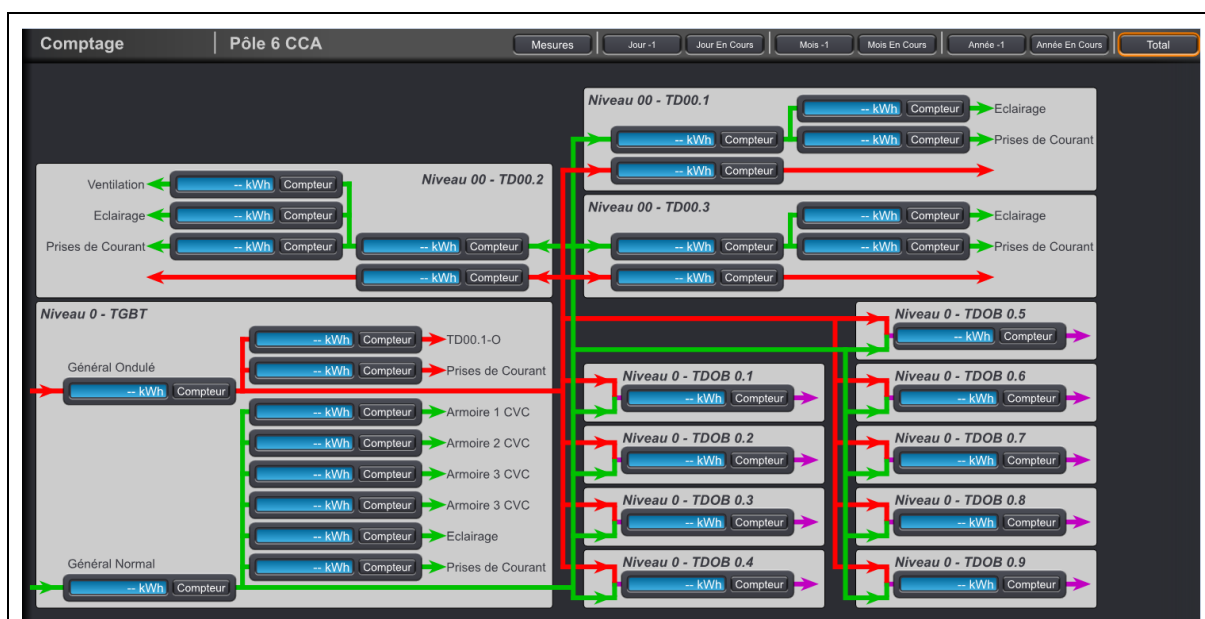 Comptage Pôle 6 CCA Mesures Jour -1 Jour En Cours Mois -1 Mois En Cours Année -1 Année En Cours Total
Niveau 00 - TD00.1
-- kWh Compteur Eclairage
-- kWh Compteur -- kWh Compteur Prises de Courant
-- kWh Compteur
Niveau 00 - TD00.2
Ventilation -- kWh Compteur
Eclairage -- kWh Compteur
Prises de Courant -- kWh Compteur -- kWh Compteur
-- kWh Compteur
Niveau 00 - TD00.3
-- kWh Compteur Eclairage
-- kWh Compteur -- kWh Compteur Prises de Courant
-- kWh Compteur
Niveau 0 - TGBT
-- kWh Compteur TD00.1-O
Général Ondulé
-- kWh Compteur Prises de Courant
-- kWh Compteur
-- kWh Compteur Armoire 1 CVC
-- kWh Compteur Armoire 2 CVC
-- kWh Compteur Armoire 3 CVC
-- kWh Compteur Armoire 3 CVC
-- kWh Compteur Eclairage
Général Normal
-- kWh Compteur Prises de Courant
-- kWh Compteur
Niveau 0 - TDOB 0.1
-- kWh Compteur
Niveau 0 - TDOB 0.2
-- kWh Compteur
Niveau 0 - TDOB 0.3
-- kWh Compteur
Niveau 0 - TDOB 0.4
-- kWh Compteur
Niveau 0 - TDOB 0.5
-- kWh Compteur
Niveau 0 - TDOB 0.6
-- kWh Compteur
Niveau 0 - TDOB 0.7
-- kWh Compteur
Niveau 0 - TDOB 0.8
-- kWh Compteur
Niveau 0 - TDOB 0.9
-- kWh Compteur